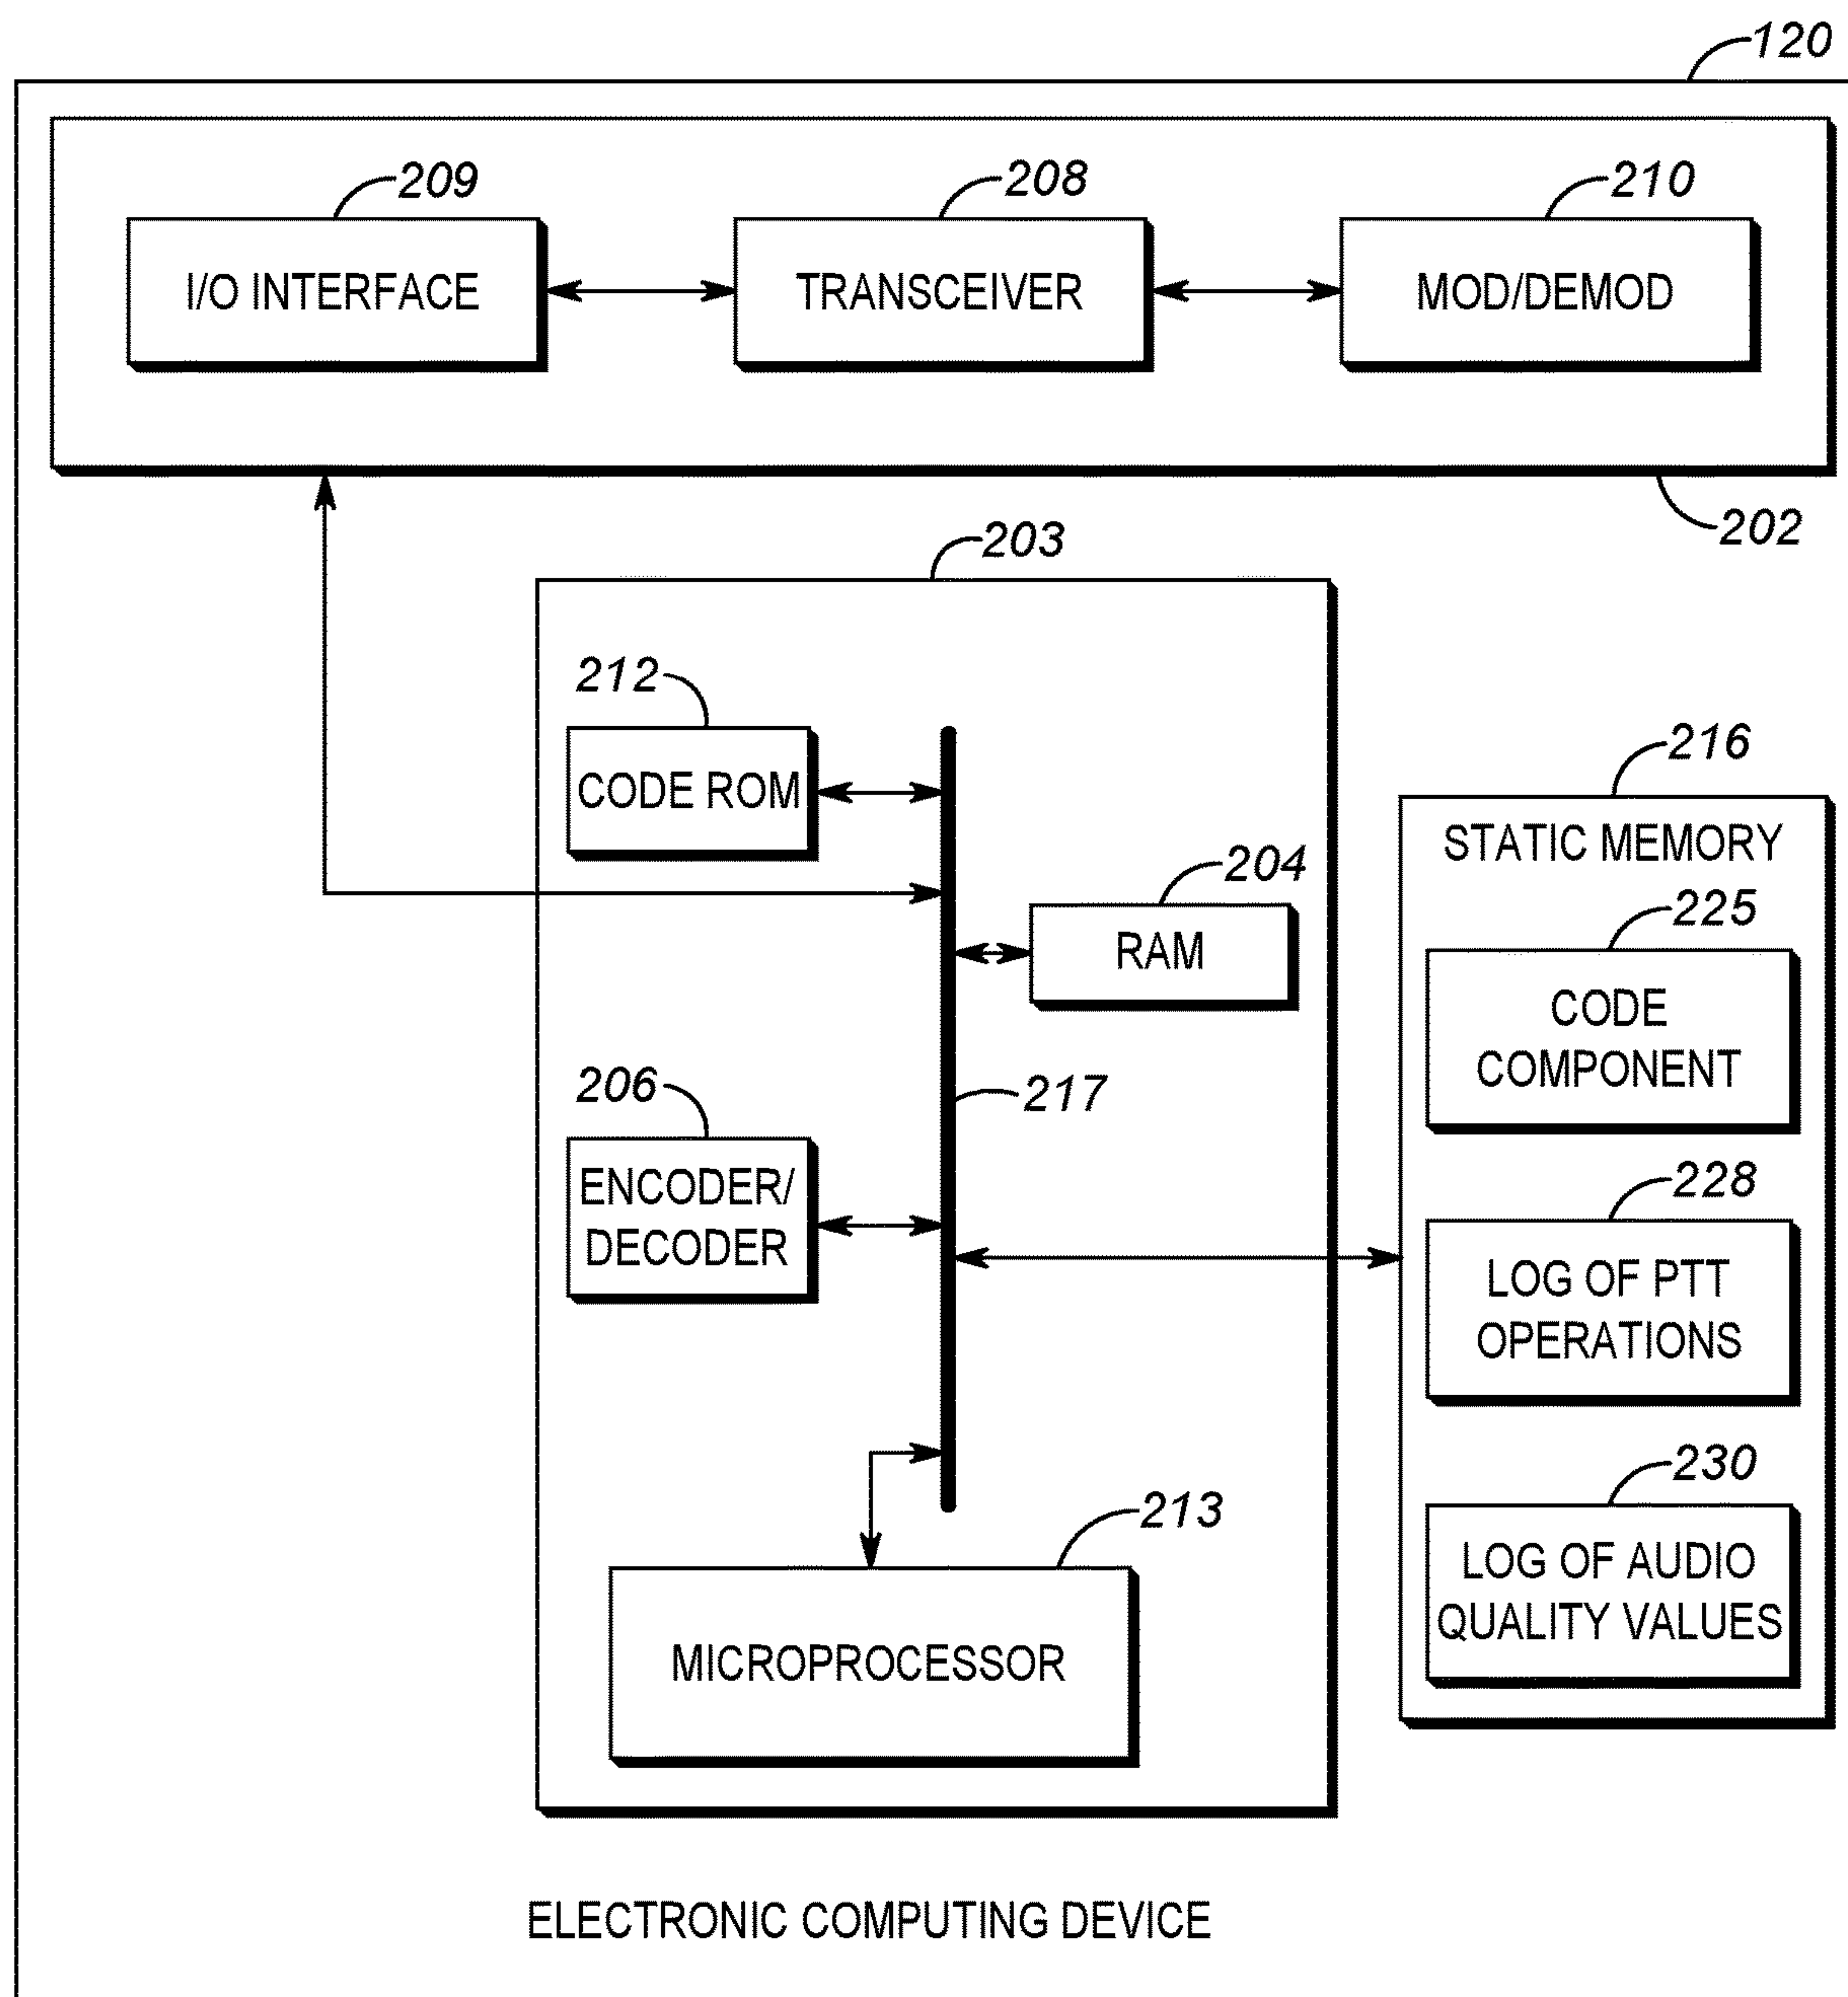 120
209
208
210
I/O INTERFACE
TRANSCEIVER
MOD/DEMOD
202
203
212
CODE ROM
216
STATIC MEMORY
204
RAM
225
CODE
COMPONENT
206
217
ENCODER/
DECODER
228
LOG OF PTT
OPERATIONS
213
MICROPROCESSOR
230
LOG OF AUDIO
QUALITY VALUES
ELECTRONIC COMPUTING DEVICE